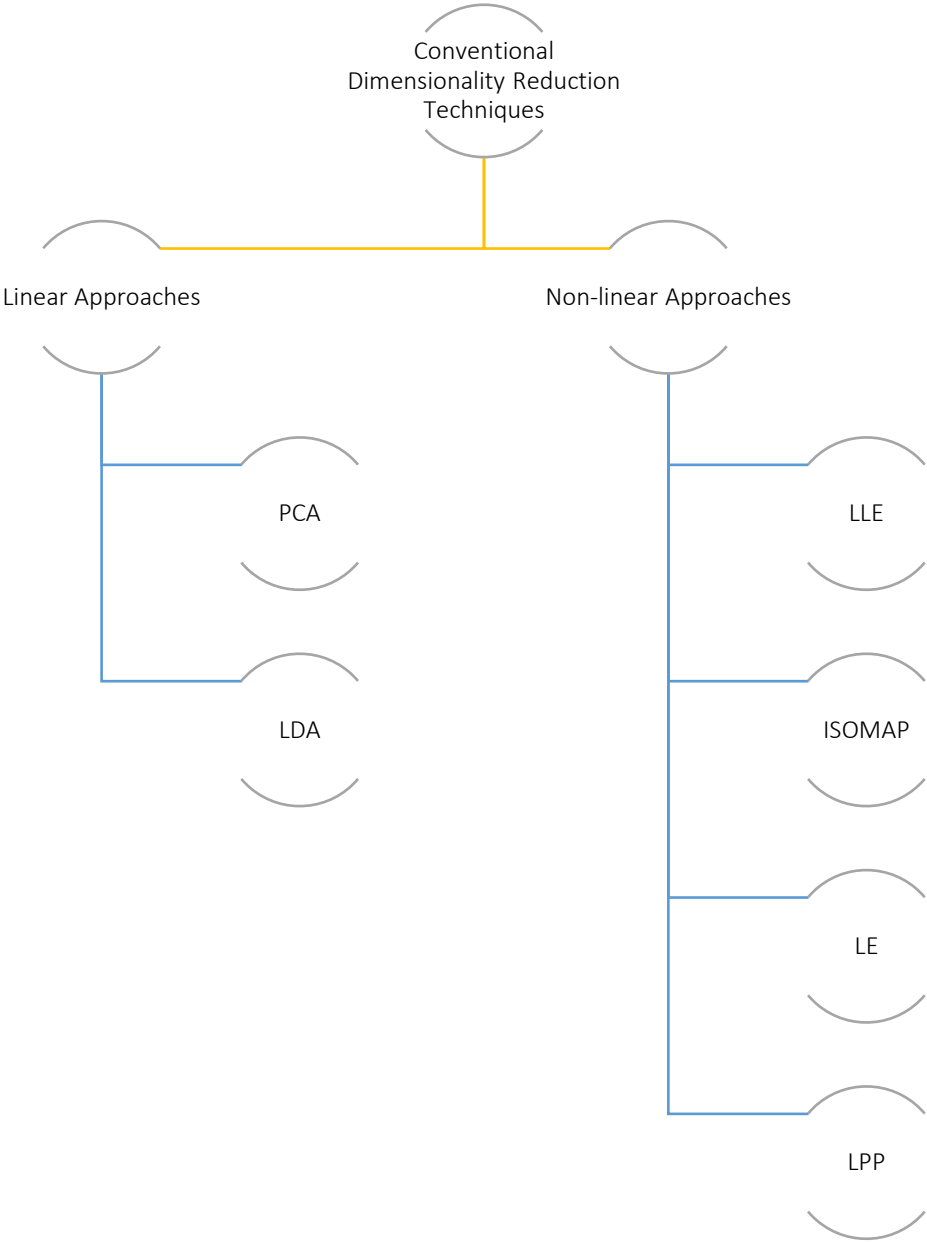 Conventional
Dimensionality Reduction
Techniques
Linear Approaches
Non-linear Approaches
PCA
LLE
LDA
ISOMAP
LE
LPP